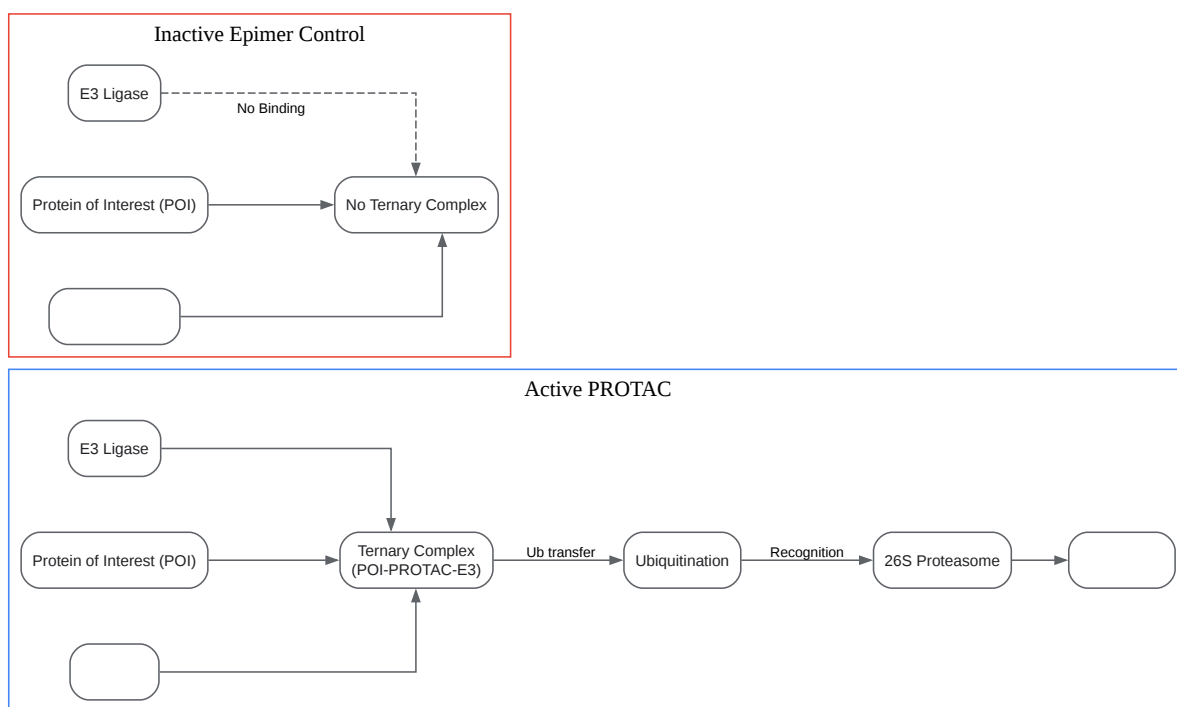 Inactive Epimer Control
E3 Ligase
No Binding
Protein of Interest (POI)
No Ternary Complex
Active PROTAC
E3 Ligase
Protein of Interest (POI)
Ternary Complex
(POI-PROTAC-E3)
Ub transfer
Ubiquitination
Recognition
26S Proteasome